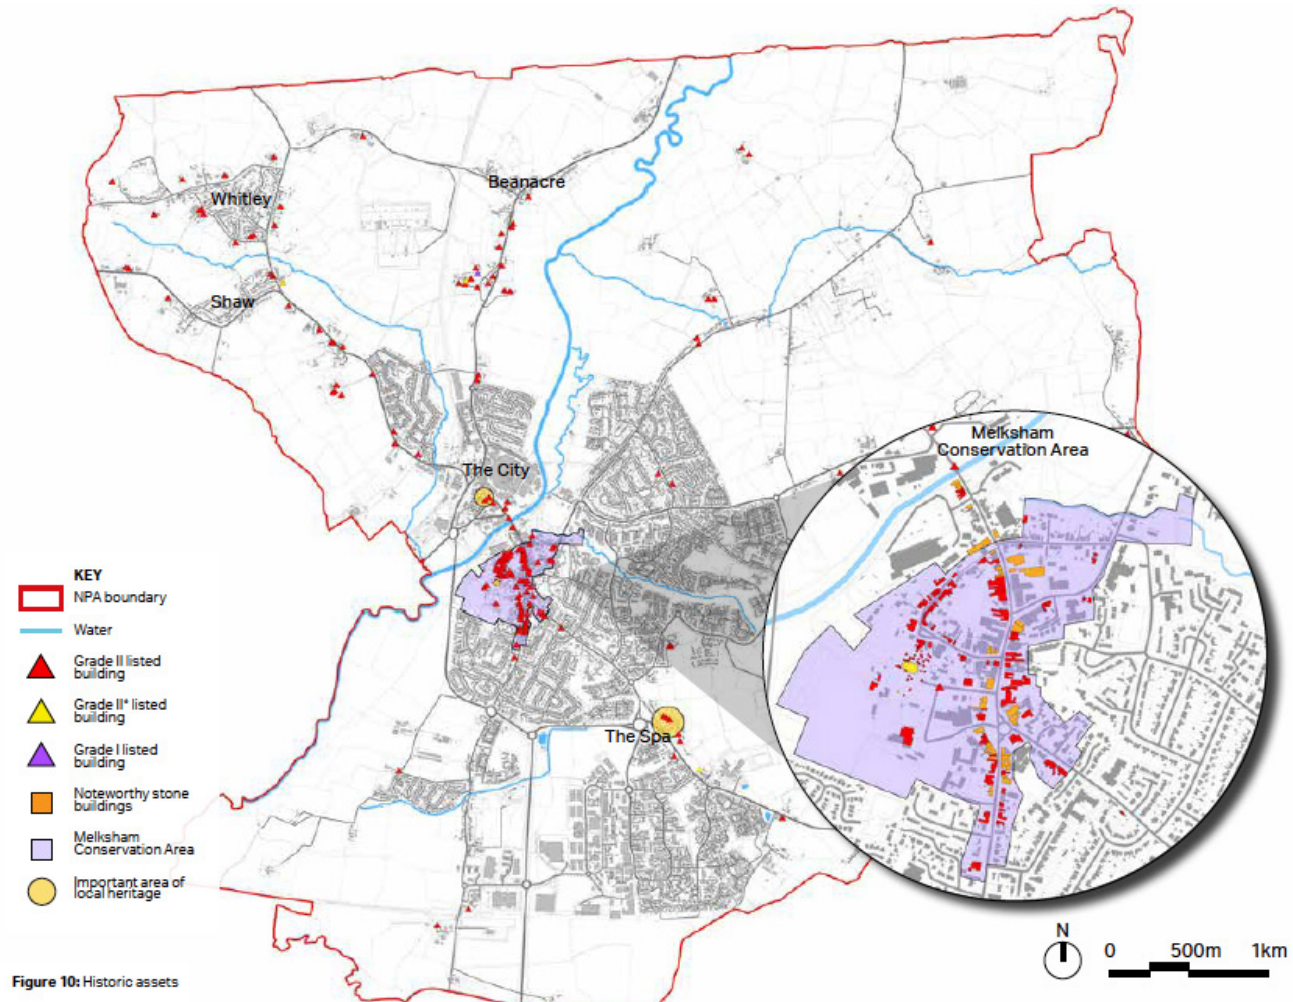 Beanacre
Whitley
Shaw
Melksham
Conservation Area
The City
The Spa
KEY
NPA boundary
Water
Grade II listed
building
Grade II* listed
building
Grade I listed
building
Noteworthy stone
buildings
Melksham
Conservation Area
Important area of
local heritage
N
0 500m 1km
Figure 10: Historic assets